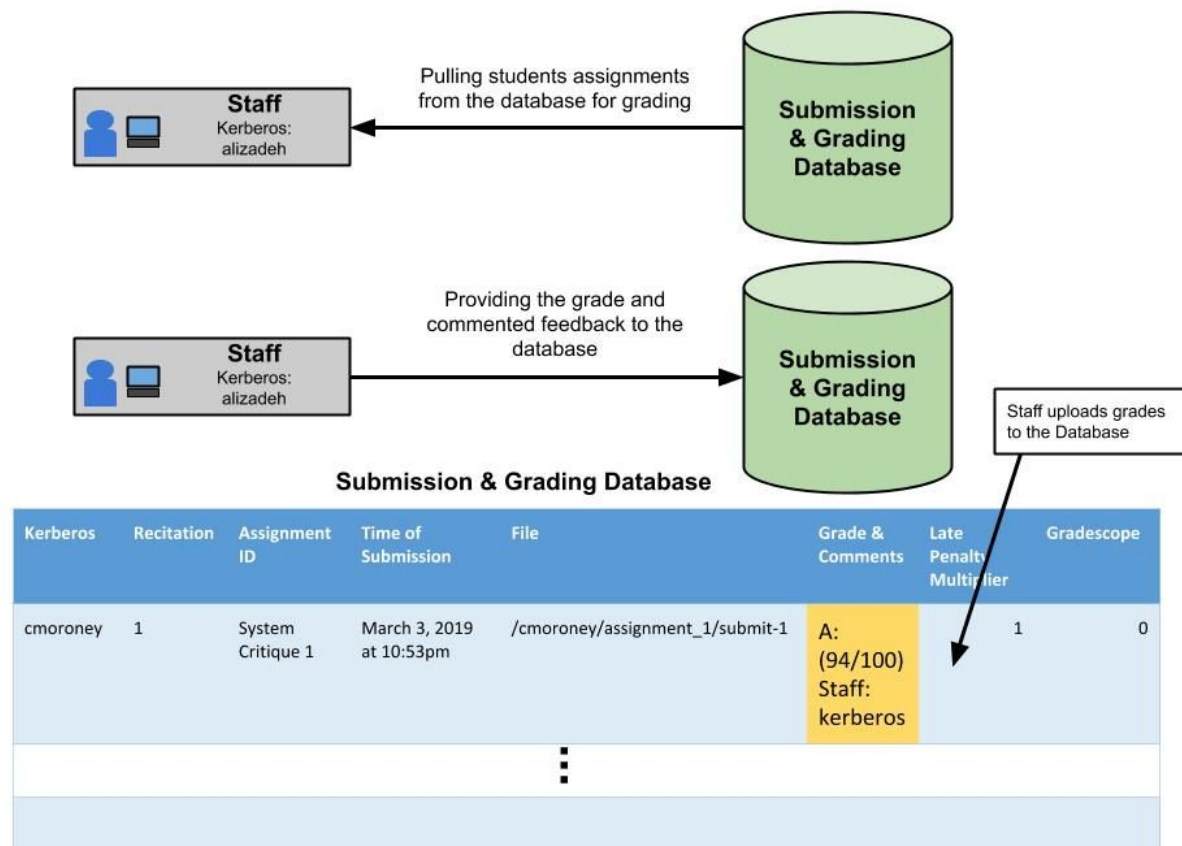 Pulling students assignments
from the database for grading
Staff
Kerberos:
alizadeh
Submission
& Grading
Database
Providing the grade and
commented feedback to the
database
Staff
Kerberos:
alizadeh
Submission
& Grading
Database
Staff uploads grades
to the Database
Submission & Grading Database
Kerberos
Recitation
Assignment
ID
Time of
Submission
File
Grade &
Comments
Late
Penalty
Multiplier
Gradescope
cmoroney
1
System
Critique 1
March 3, 2019
at 10:53pm
/cmoroney/assignment_1/submit-1
A:
(94/100)
Staff:
kerberos
1
0